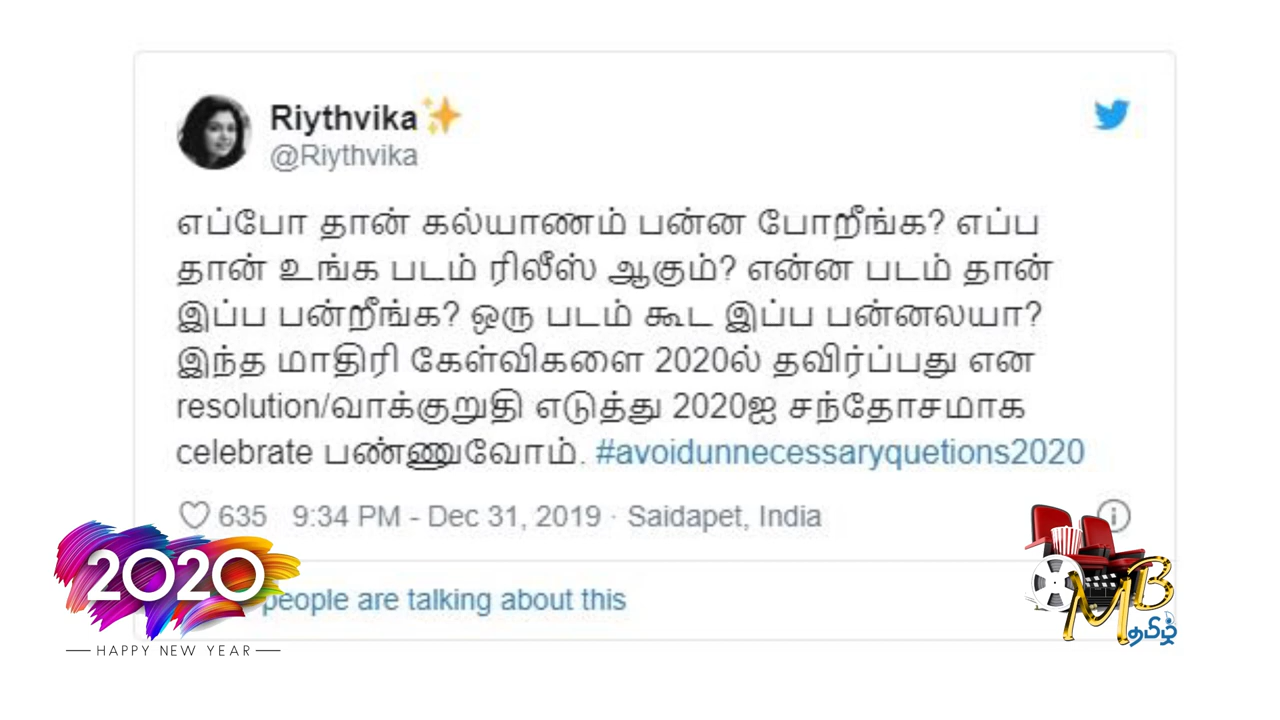 Riythvika✨
@Riythvika
எப்போ தான் கல்யாணம் பன்ன போறீங்க? எப்ப
தான் உங்க படம் ரிலீஸ் ஆகும்? என்ன படம் தான்
இப்ப பன்றீங்க? ஒரு படம் கூட இப்ப பன்னலயா?
இந்த மாதிரி கேள்விகளை 2020ல் தவிர்ப்பது என
resolution/வாக்குறுதி எடுத்து 2020ஐ சந்தோசமாக
celebrate பண்ணுவோம். #avoidunnecessaryquetions2020
635 9:34 PM - Dec 31, 2019 · Saidapet, India
people are talking about this
2020
HAPPY NEW YEAR
MB
தமிழ்